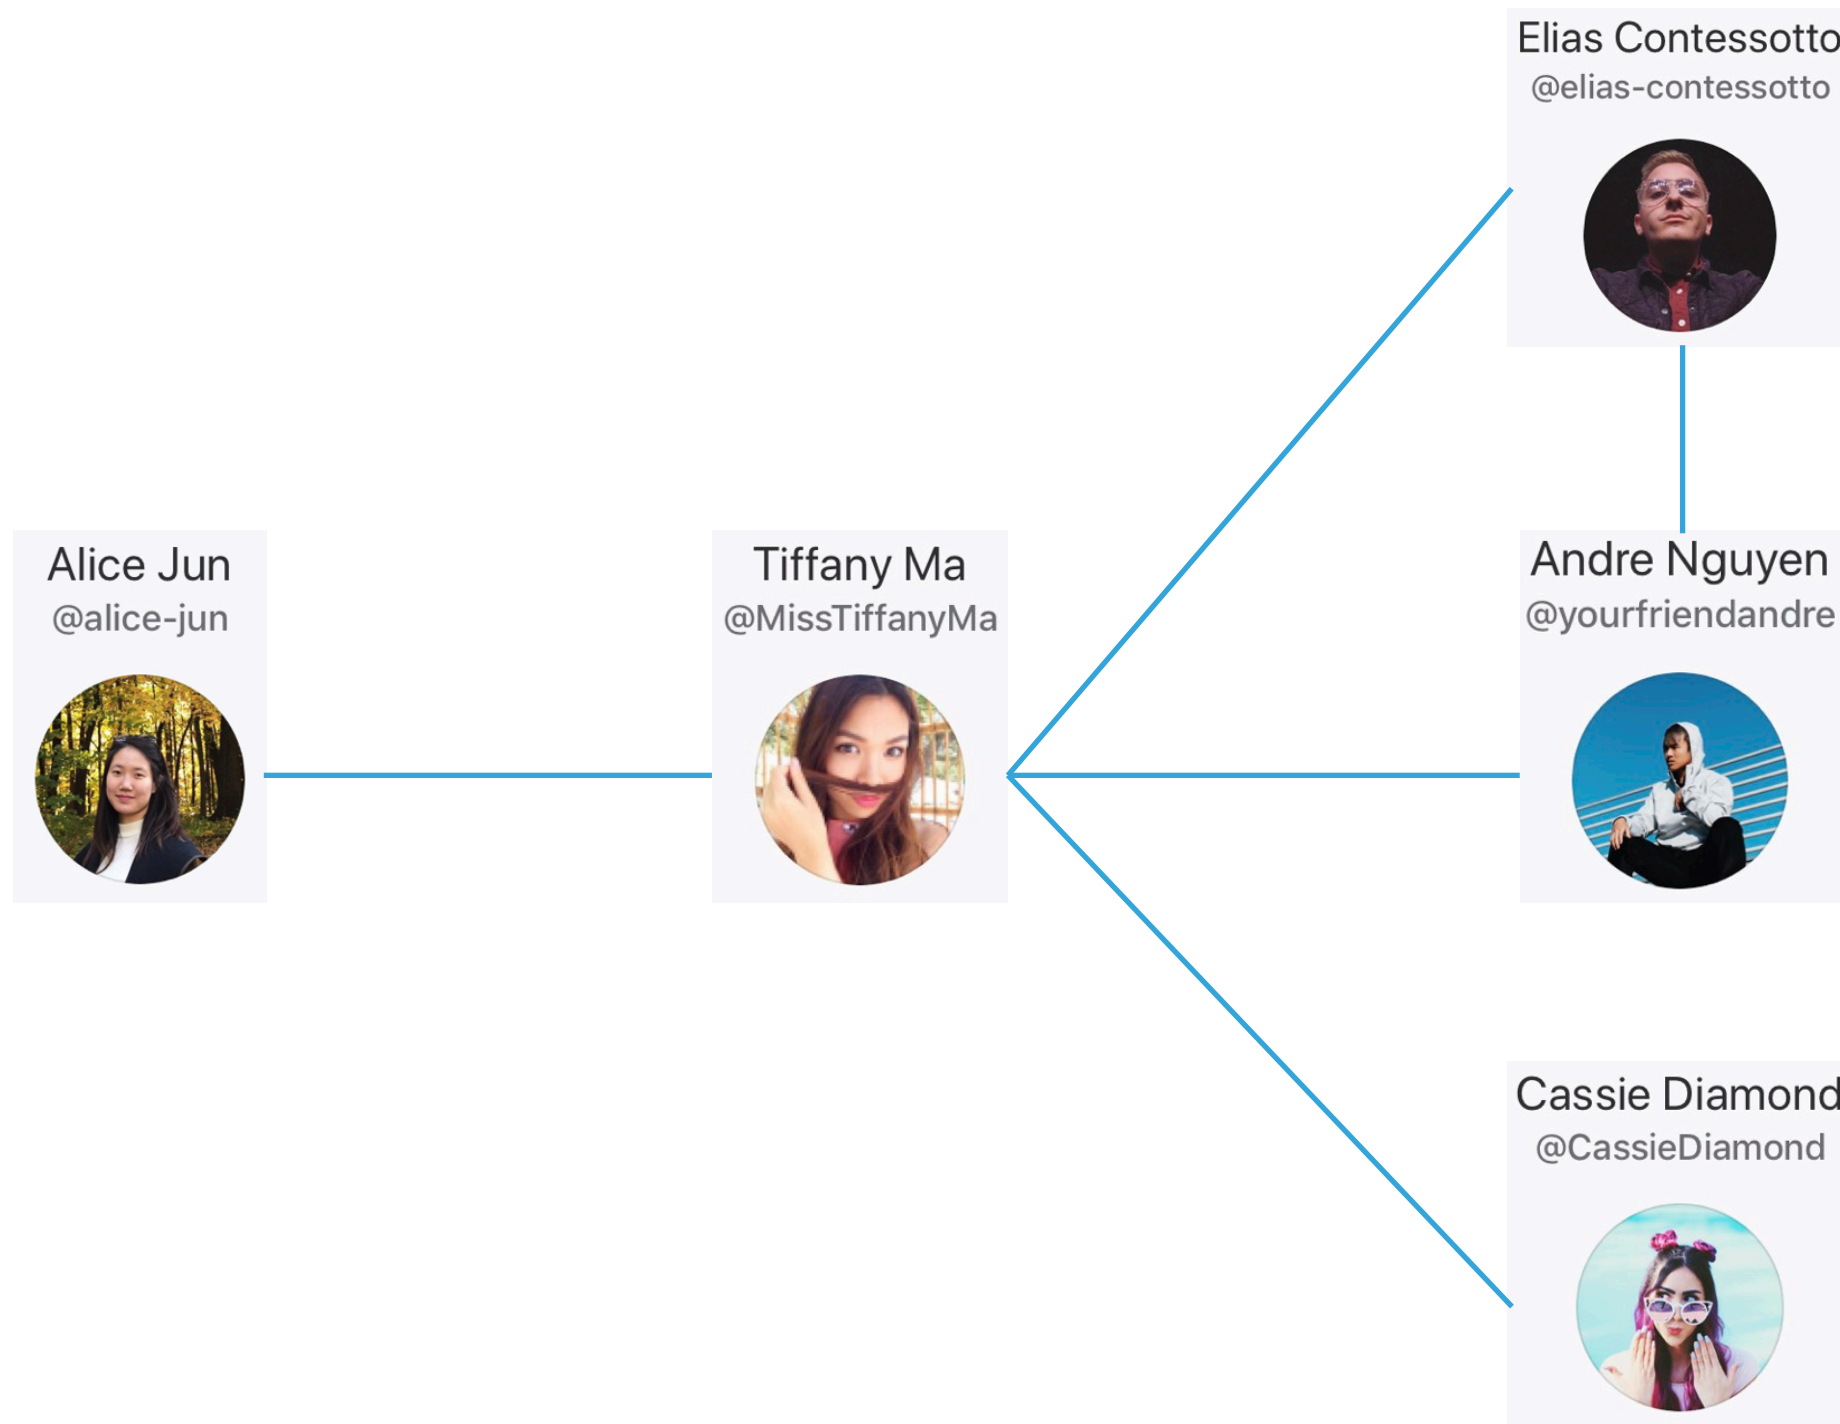 Elias Contessotto
@elias-contessotto
Alice Jun
@alice-jun
Tiffany Ma
@MissTiffanyMa
Andre Nguyen
@yourfriendandre
Cassie Diamond
@CassieDiamond